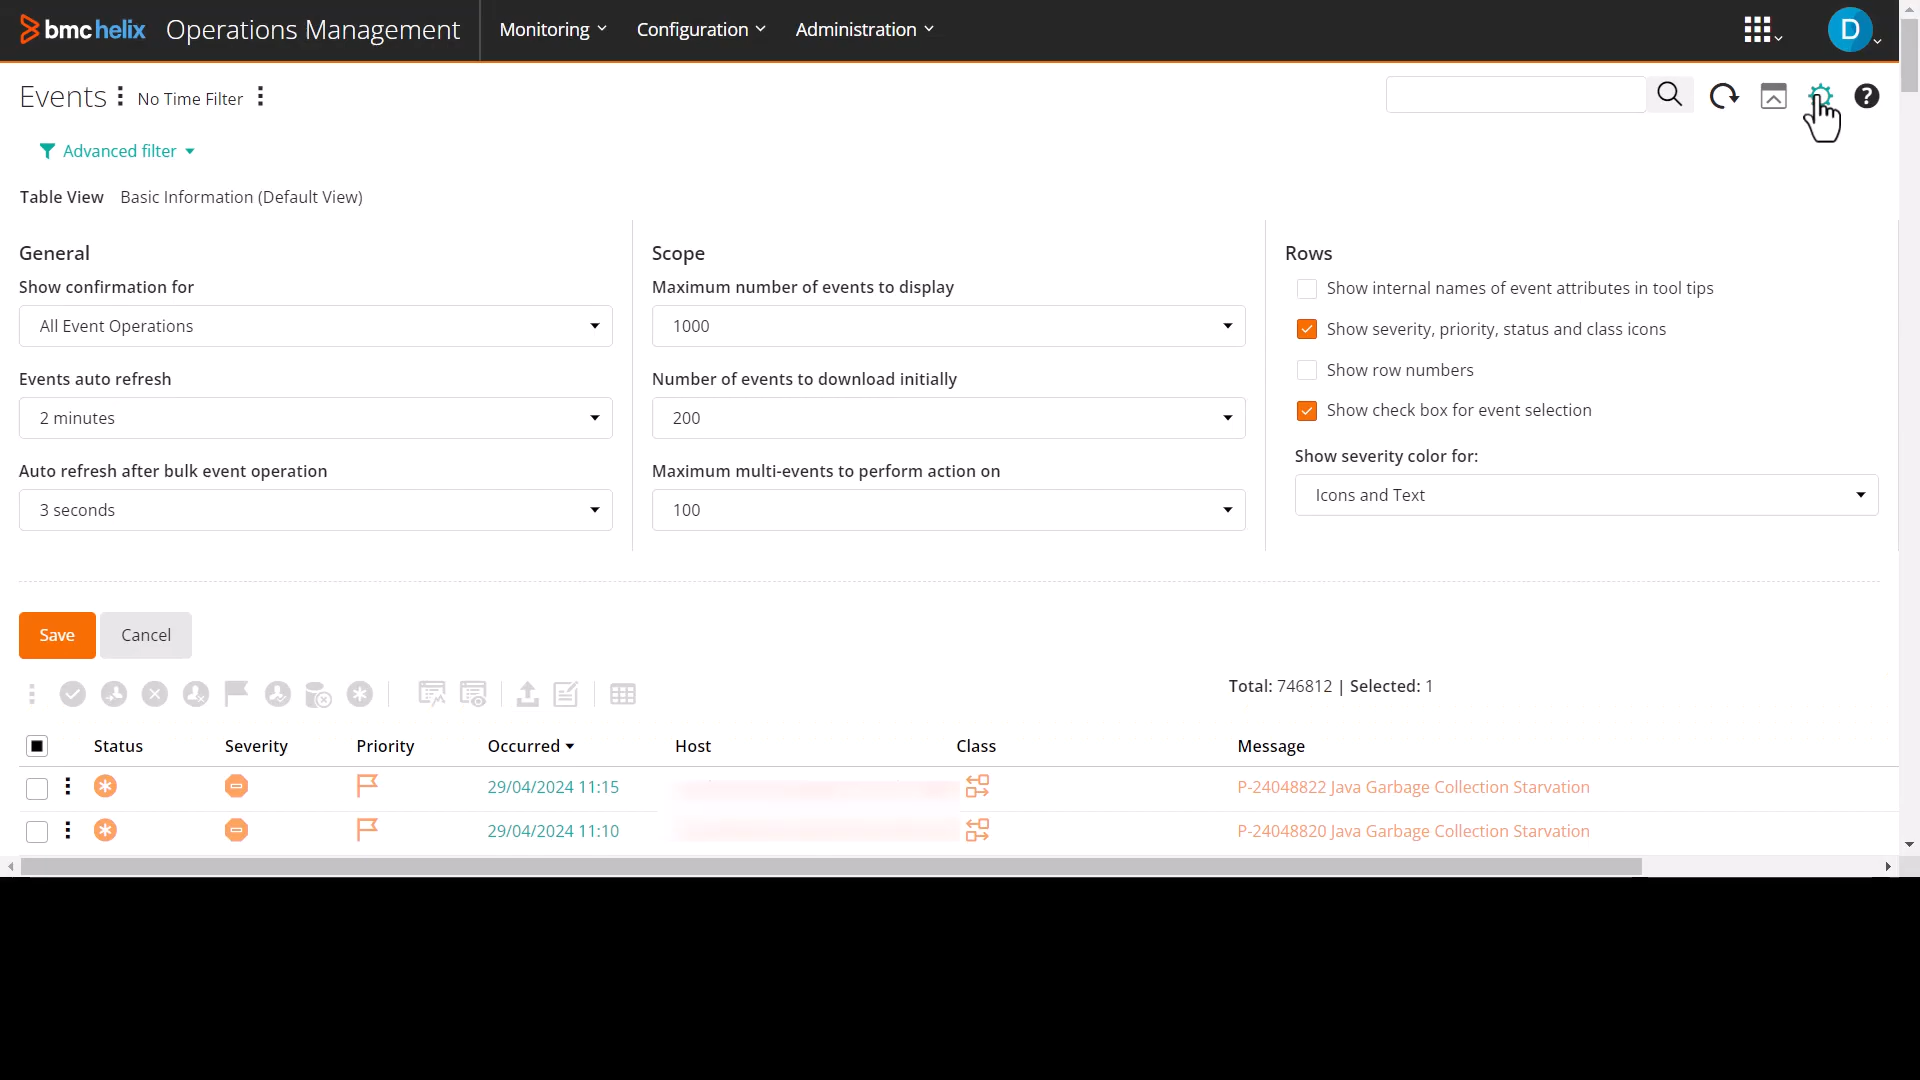 bmc helix Operations Management Monitoring Configuration Administration D
Events No Time Filter ?
Advanced filter
Table View Basic Information (Default View)
General
Show confirmation for
All Event Operations
Events auto refresh
2 minutes
Auto refresh after bulk event operation
3 seconds
Scope
Maximum number of events to display
1000
Number of events to download initially
200
Maximum multi-events to perform action on
100
Rows
Show internal names of event attributes in tool tips
Show severity, priority, status and class icons
Show row numbers
Show check box for event selection
Show severity color for:
Icons and Text
Save Cancel
Total: 746812 | Selected: 1
Status Severity Priority Occurred Host Class Message
29/04/2024 11:15 P-24048822 Java Garbage Collection Starvation
29/04/2024 11:10 P-24048820 Java Garbage Collection Starvation